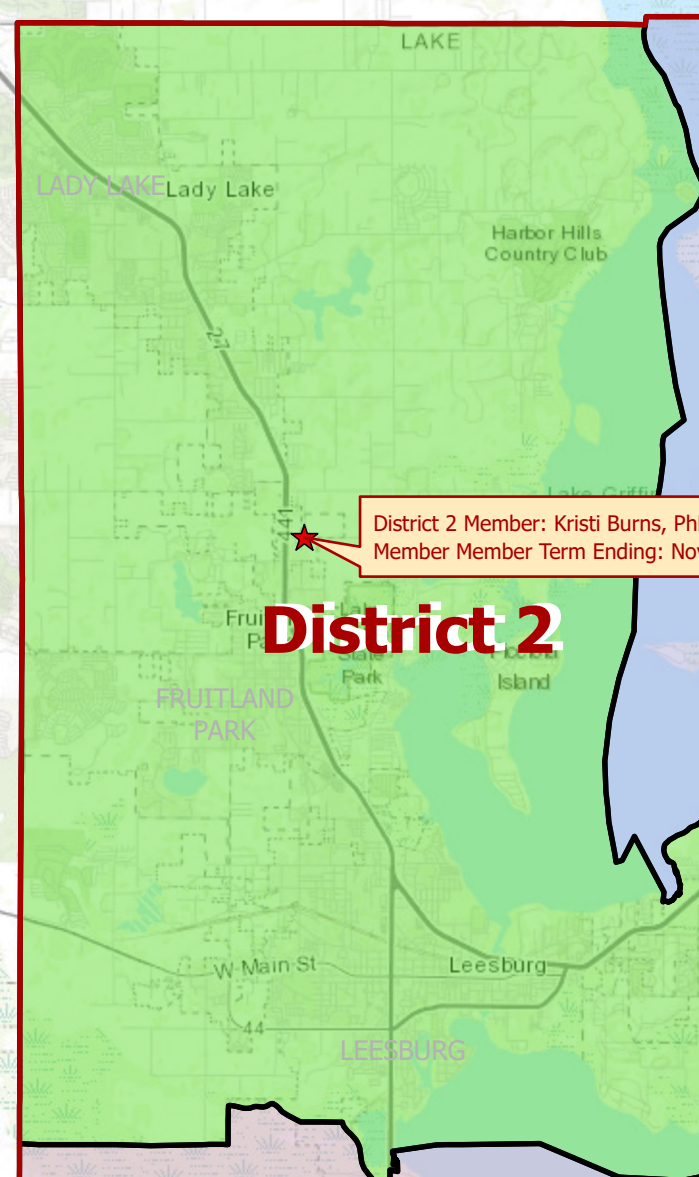 LAKE
LADY LAKE
Lady Lake
Harbor Hills
Country Club
27
Lake Griffin
441
District 2 Member: Kristi Burns, Ph
Member Member Term Ending: Nov
District 2
State
Park
Island
FRUITLAND
PARK
W Main St
Leesburg
44
LEESBURG